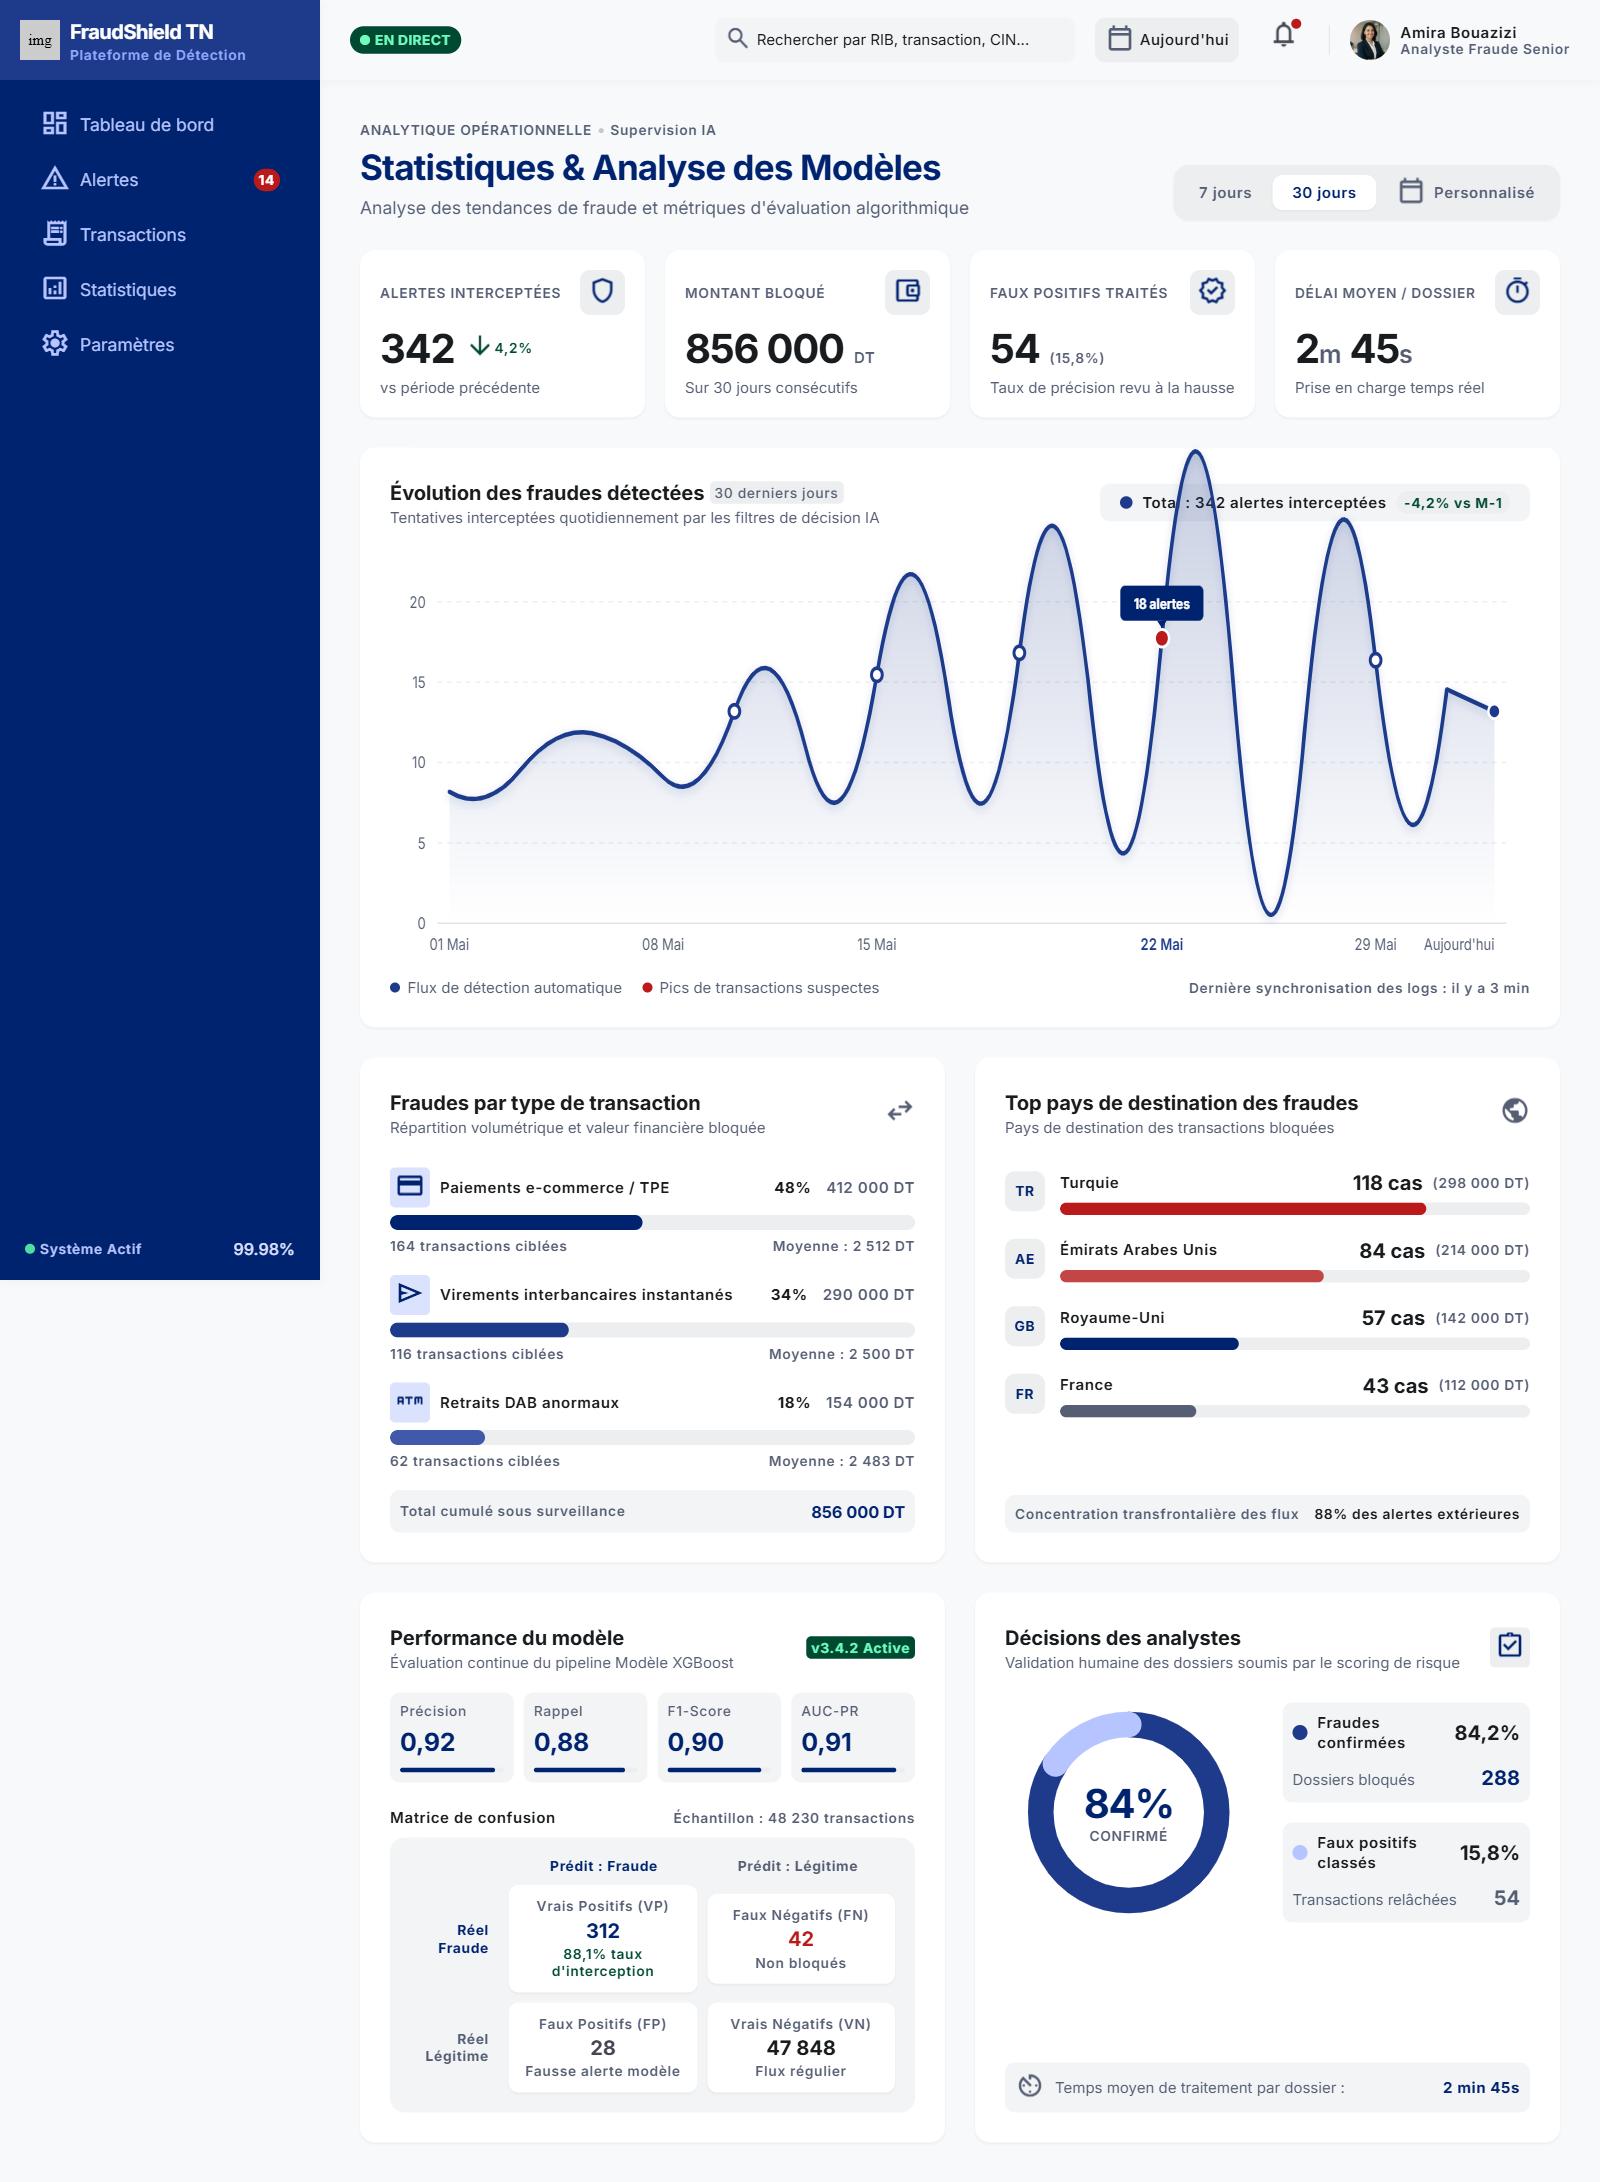 img
FraudShield TN
Plateforme de Détection
Tableau de bord
Alertes
14
Transactions
Statistiques
Paramètres
Système Actif
99.98%
EN DIRECT
Rechercher par RIB, transaction, CIN...
Aujourd'hui
Amira Bouazizi
Analyste Fraude Senior
ANALYTIQUE OPÉRATIONNELLE • Supervision IA
Statistiques & Analyse des Modèles
Analyse des tendances de fraude et métriques d'évaluation algorithmique
7 jours
30 jours
Personnalisé
ALERTES INTERCEPTÉES
342
4,2%
vs période précédente
MONTANT BLOQUÉ
856 000 DT
Sur 30 jours consécutifs
FAUX POSITIFS TRAITÉS
54 (15,8%)
Taux de précision revu à la hausse
DÉLAI MOYEN / DOSSIER
2m 45s
Prise en charge temps réel
Évolution des fraudes détectées
30 derniers jours
Tentatives interceptées quotidiennement par les filtres de décision IA
Total : 342 alertes interceptées
-4,2% vs M-1
18 alertes
20
15
10
5
0
01 Mai
08 Mai
15 Mai
22 Mai
29 Mai
Aujourd'hui
Flux de détection automatique
Pics de transactions suspectes
Dernière synchronisation des logs : il y a 3 min
Fraudes par type de transaction
Répartition volumétrique et valeur financière bloquée
Paiements e-commerce / TPE
48%
412 000 DT
164 transactions ciblées
Moyenne : 2 512 DT
Virements interbancaires instantanés
34%
290 000 DT
116 transactions ciblées
Moyenne : 2 500 DT
ATM
Retraits DAB anormaux
18%
154 000 DT
62 transactions ciblées
Moyenne : 2 483 DT
Total cumulé sous surveillance
856 000 DT
Top pays de destination des fraudes
Pays de destination des transactions bloquées
TR
Turquie
118 cas
(298 000 DT)
AE
Émirats Arabes Unis
84 cas
(214 000 DT)
GB
Royaume-Uni
57 cas
(142 000 DT)
FR
France
43 cas
(112 000 DT)
Concentration transfrontalière des flux
88% des alertes extérieures
Performance du modèle
Évaluation continue du pipeline Modèle XGBoost
v3.4.2 Active
Précision
0,92
Rappel
0,88
F1-Score
0,90
AUC-PR
0,91
Matrice de confusion
Échantillon : 48 230 transactions
Prédit : Fraude
Prédit : Légitime
Réel
Fraude
Vrais Positifs (VP)
312
88,1% taux
d'interception
Faux Négatifs (FN)
42
Non bloqués
Réel
Légitime
Faux Positifs (FP)
28
Fausse alerte modèle
Vrais Négatifs (VN)
47 848
Flux régulier
Décisions des analystes
Validation humaine des dossiers soumis par le scoring de risque
84%
CONFIRMÉ
Fraudes
confirmées
84,2%
Dossiers bloqués
288
Faux positifs
classés
15,8%
Transactions relâchées
54
Temps moyen de traitement par dossier :
2 min 45s